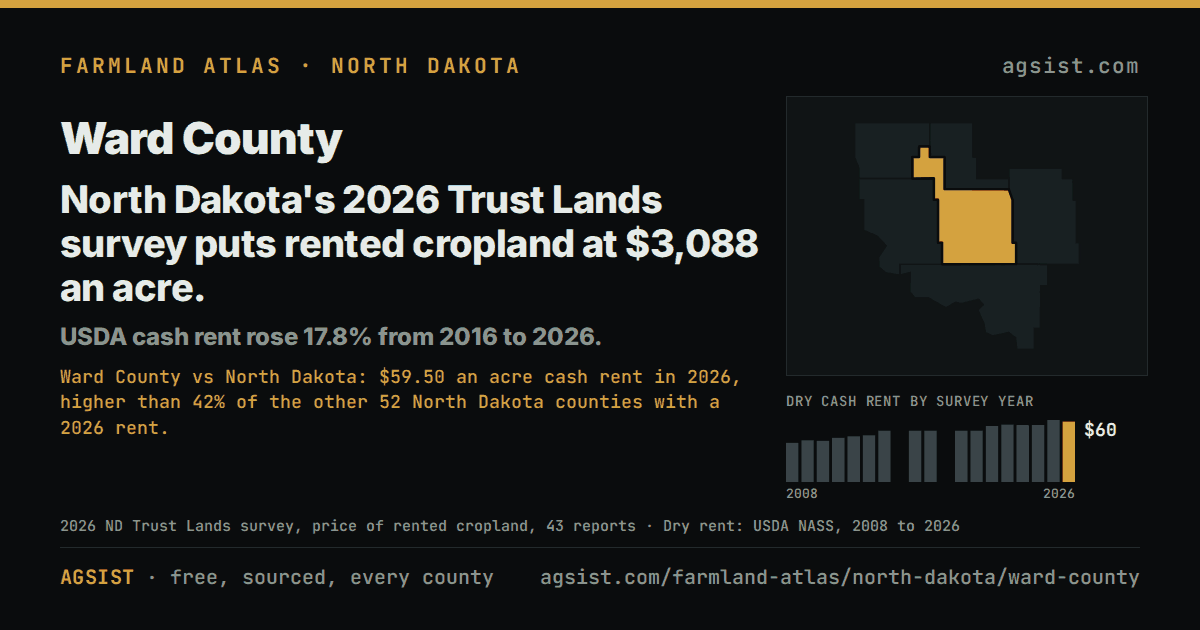 FARMLAND ATLAS · NORTH DAKOTA
agsist.com
Ward County
North Dakota's 2026 Trust Lands
survey puts rented cropland at $3,088
an acre.
USDA cash rent rose 17.8% from 2016 to 2026.
Ward County vs North Dakota: $59.50 an acre cash rent in 2026,
higher than 42% of the other 52 North Dakota counties with a
2026 rent.
DRY CASH RENT BY SURVEY YEAR
$60
2008
2026
2026 ND Trust Lands survey, price of rented cropland, 43 reports · Dry rent: USDA NASS, 2008 to 2026
AGSIST · free, sourced, every county
agsist.com/farmland-atlas/north-dakota/ward-county